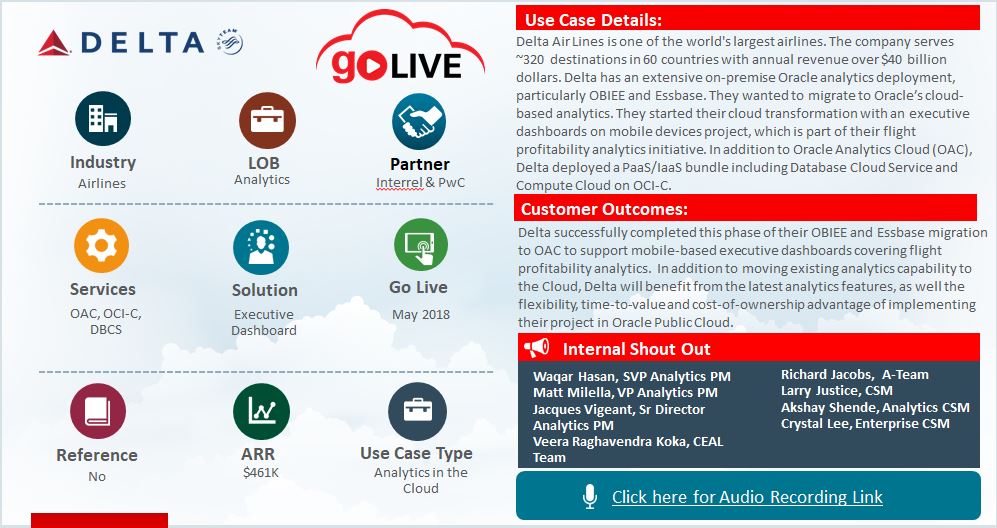 DELTA
SKYTEAM
goLIVE
Industry
Airlines
LOB
Analytics
Partner
Interrel & PwC
Services
OAC, OCI-C,
DBCS
Solution
Executive
Dashboard
Go Live
May 2018
Reference
No
ARR
$461K
Use Case Type
Analytics in the
Cloud
Use Case Details:
Delta Air Lines is one of the world's largest airlines. The company serves
~320 destinations in 60 countries with annual revenue over $40 billion
dollars. Delta has an extensive on-premise Oracle analytics deployment,
particularly OBIEE and Essbase. They wanted to migrate to Oracle's cloud-
based analytics. They started their cloud transformation with an executive
dashboards on mobile devices project, which is part of their flight
profitability analytics initiative. In addition to Oracle Analytics Cloud (OAC),
Delta deployed a PaaS/IaaS bundle including Database Cloud Service and
Compute Cloud on OCI-C.
Customer Outcomes:
Delta successfully completed this phase of their OBIEE and Essbase migration
to OAC to support mobile-based executive dashboards covering flight
profitability analytics. In addition to moving existing analytics capability to
the Cloud, Delta will benefit from the latest analytics features, as well the
flexibility, time-to-value and cost-of-ownership advantage of implementing
their project in Oracle Public Cloud.
Internal Shout Out
Waqar Hasan, SVP Analytics PM
Matt Milella, VP Analytics PM
Jacques Vigeant, Sr Director
Analytics PM
Veera Raghavendra Koka, CEAL
Team
Richard Jacobs, A-Team
Larry Justice, CSM
Akshay Shende, Analytics CSM
Crystal Lee, Enterprise CSM
Click here for Audio Recording Link